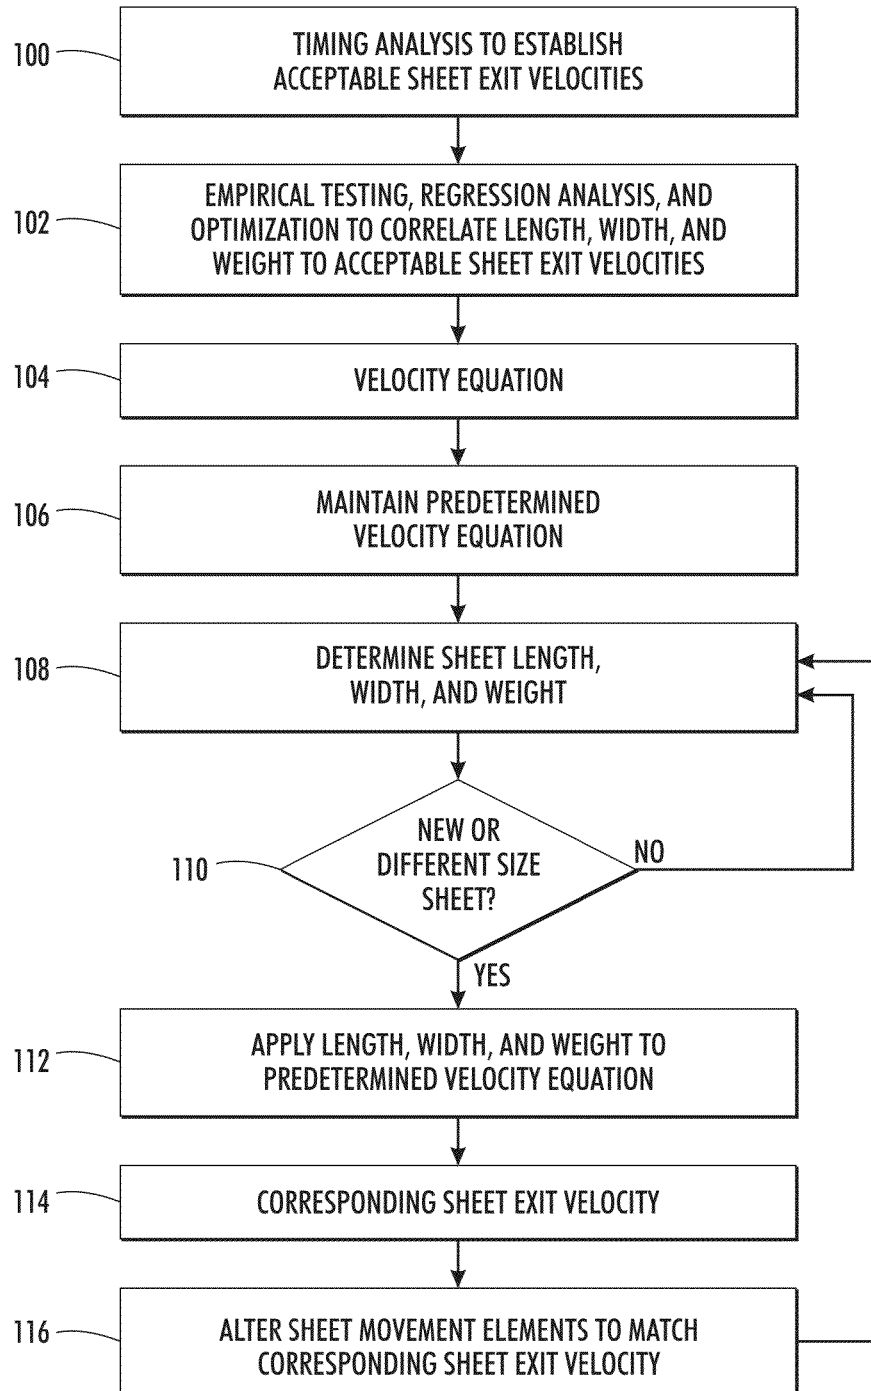 100
TIMING ANALYSIS TO ESTABLISH
ACCEPTABLE SHEET EXIT VELOCITIES
102
EMPIRICAL TESTING, REGRESSION ANALYSIS, AND
OPTIMIZATION TO CORRELATE LENGTH, WIDTH, AND
WEIGHT TO ACCEPTABLE SHEET EXIT VELOCITIES
104
VELOCITY EQUATION
106
MAINTAIN PREDETERMINED
VELOCITY EQUATION
108
DETERMINE SHEET LENGTH,
WIDTH, AND WEIGHT
110
NEW OR
DIFFERENT SIZE
SHEET?
NO
YES
112
APPLY LENGTH, WIDTH, AND WEIGHT TO
PREDETERMINED VELOCITY EQUATION
114
CORRESPONDING SHEET EXIT VELOCITY
116
ALTER SHEET MOVEMENT ELEMENTS TO MATCH
CORRESPONDING SHEET EXIT VELOCITY